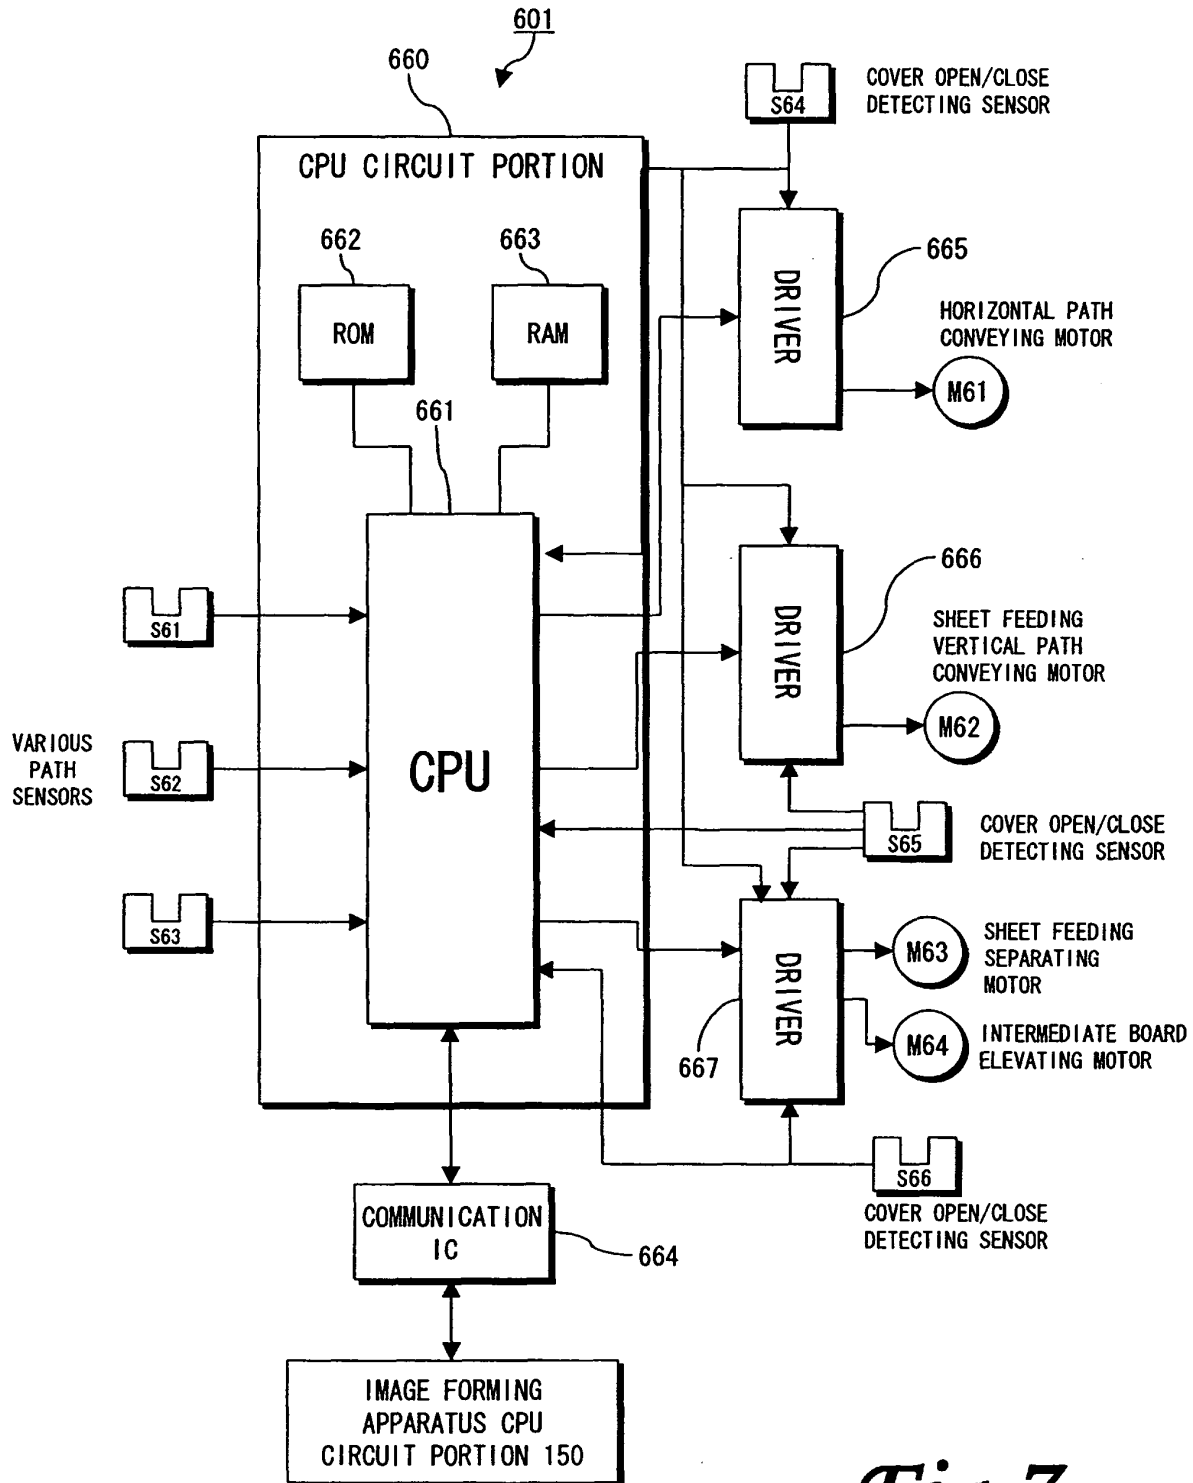 601
660
S64
COVER OPEN/CLOSE
DETECTING SENSOR
CPU CIRCUIT PORTION
662
663
ROM
RAM
DRIVER
665
HORIZONTAL PATH
CONVEYING MOTOR
M61
661
CPU
S61
VARIOUS
PATH
SENSORS
S62
S63
DRIVER
666
SHEET FEEDING
VERTICAL PATH
CONVEYING MOTOR
M62
S65
COVER OPEN/CLOSE
DETECTING SENSOR
DRIVER
667
M63
SHEET FEEDING
SEPARATING
MOTOR
M64
INTERMEDIATE BOARD
ELEVATING MOTOR
S66
COVER OPEN/CLOSE
DETECTING SENSOR
COMMUNICATION
IC
664
IMAGE FORMING
APPARATUS CPU
CIRCUIT PORTION 150